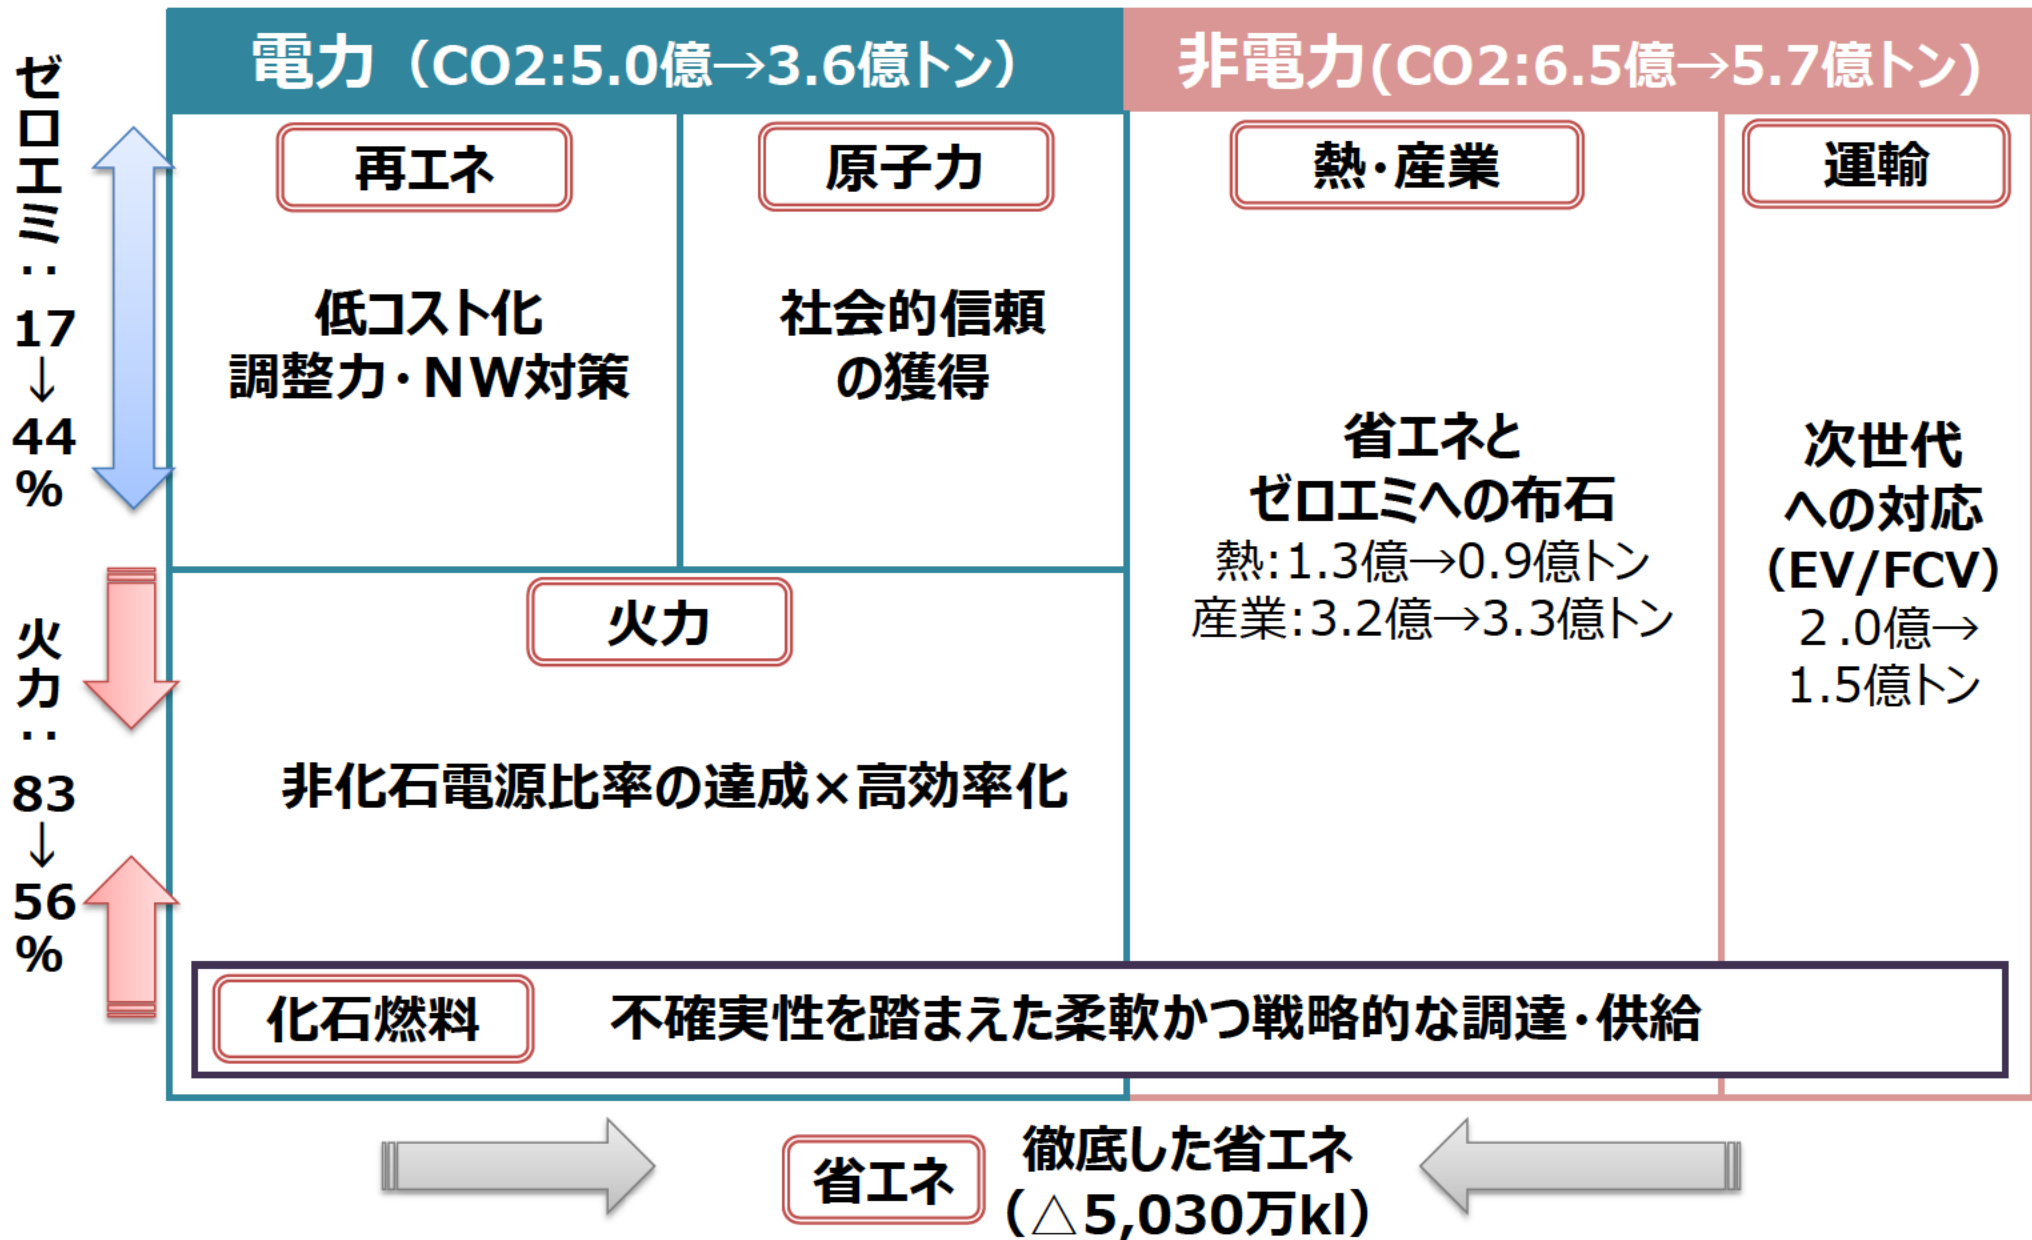 電力（CO2:5.0億→3.6億トン）
非電力(CO2:6.5億→5.7億トン)
ゼロエミ：17→44%
再エネ
低コスト化
調整力・NW対策
原子力
社会的信頼
の獲得
熱・産業
省エネと
ゼロエミへの布石
熱:1.3億→0.9億トン
産業:3.2億→3.3億トン
運輸
次世代
への対応
（EV/FCV）
２.0億→
1.5億トン
火力：83→56%
火力
非化石電源比率の達成×高効率化
化石燃料
不確実性を踏まえた柔軟かつ戦略的な調達・供給
省エネ
徹底した省エネ
（△5,030万kl）